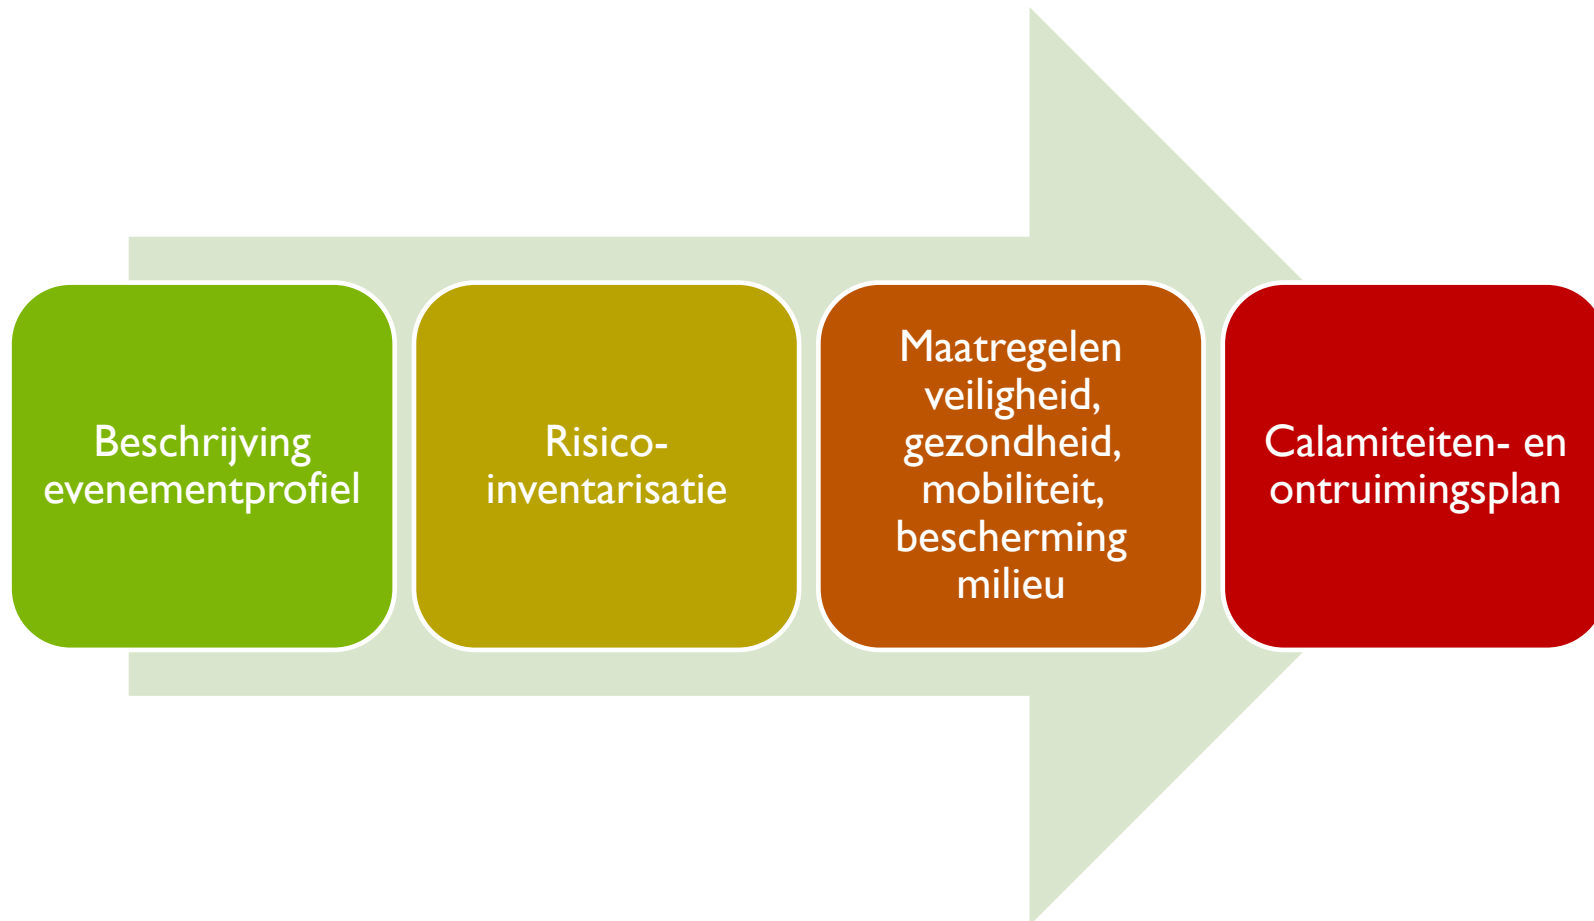 Beschrijving
evenementprofiel
Risico-
inventarisatie
Maatregelen
veiligheid,
gezondheid,
mobiliteit,
bescherming
milieu
Calamiteiten- en
ontruimingsplan